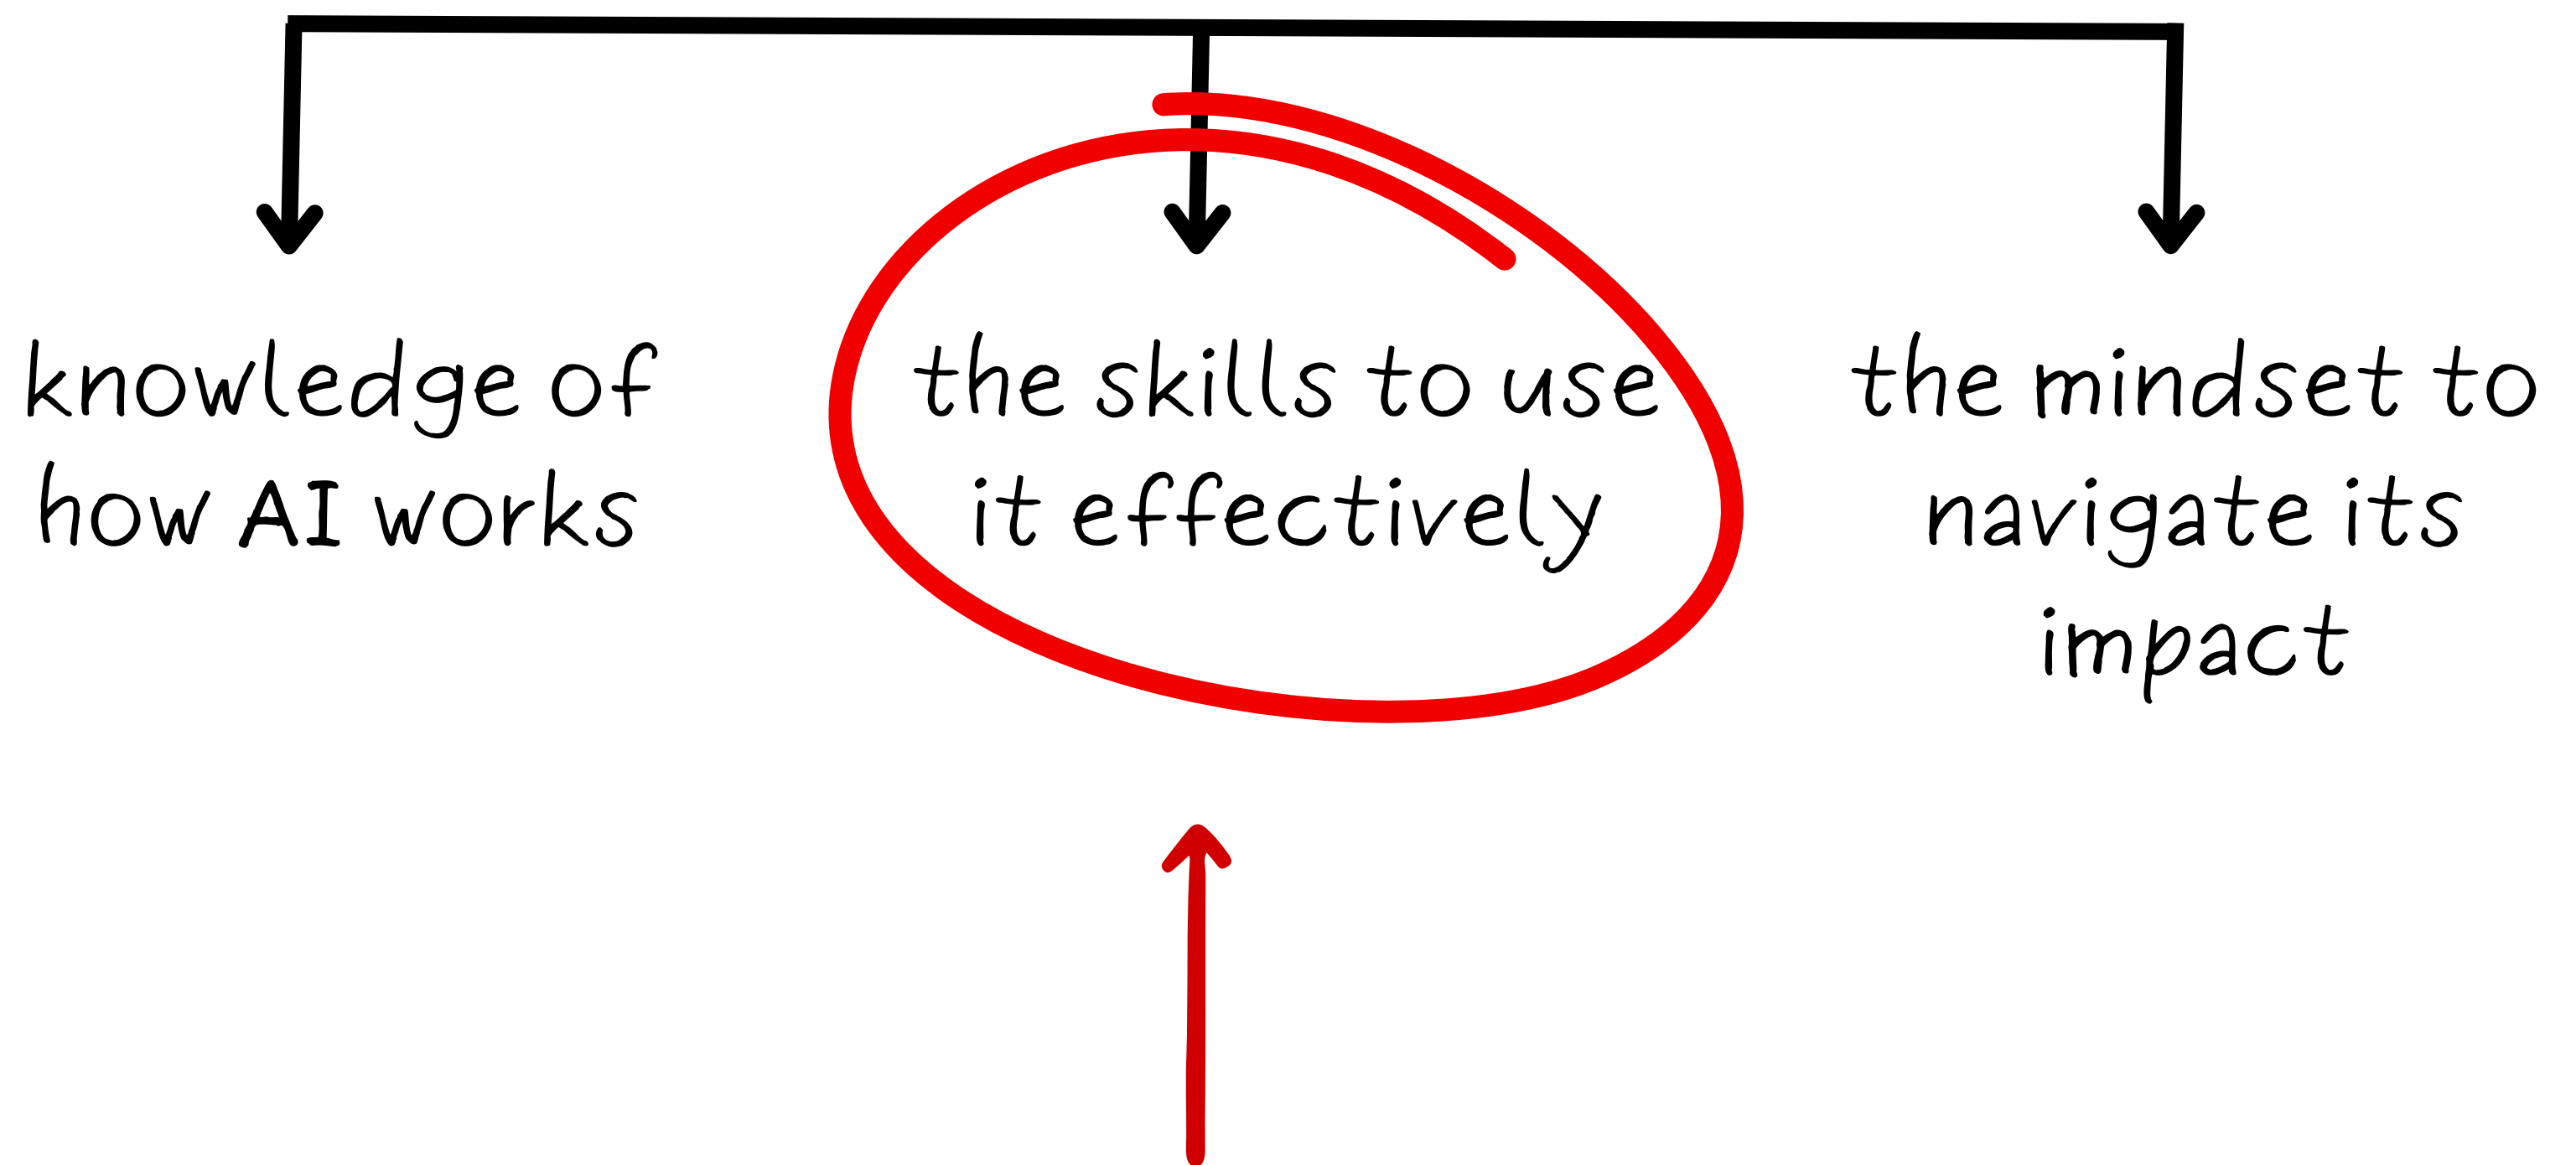 knowledge of
how AI works
the skills to use
it effectively
the mindset to
navigate its
impact